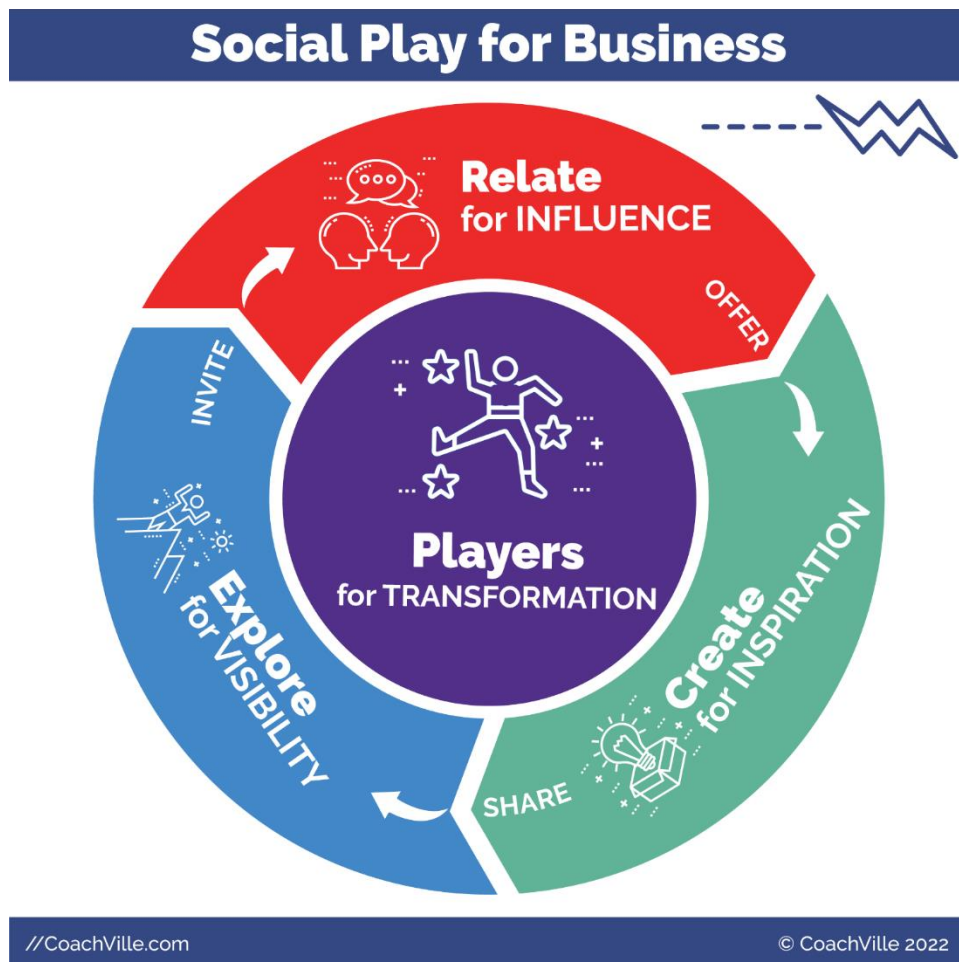 Social Play for Business
Relate
for INFLUENCE
OFFER
Create
for INSPIRATION
SHARE
Explore
for VISIBILITY
INVITE
Players
for TRANSFORMATION
//CoachVille.com
© CoachVille 2022